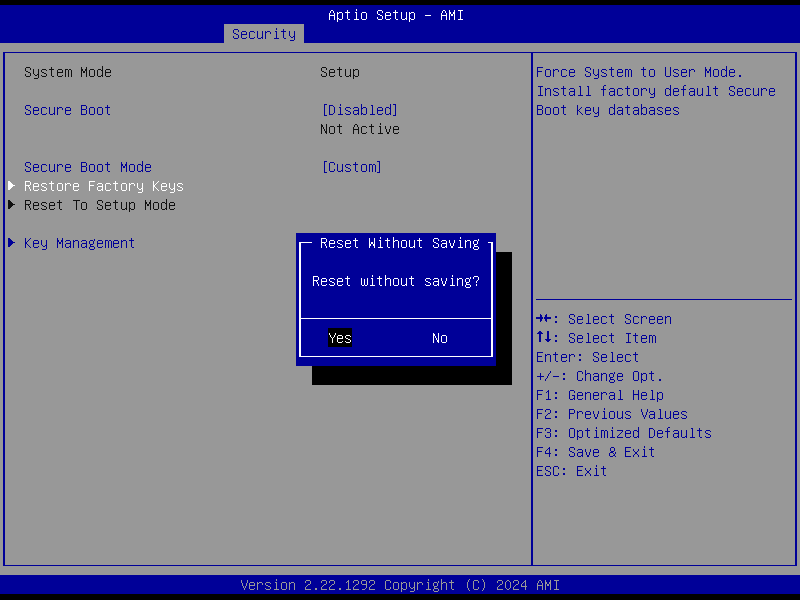 Aptio Setup – AMI
Security
System Mode Setup
Secure Boot [Disabled]
Not Active
Secure Boot Mode [Custom]
Restore Factory Keys
Reset To Setup Mode
Key Management
Force System to User Mode.
Install factory default Secure
Boot key databases
Reset Without Saving
Reset without saving?
Yes No
→←: Select Screen
↑↓: Select Item
Enter: Select
+/-: Change Opt.
F1: General Help
F2: Previous Values
F3: Optimized Defaults
F4: Save & Exit
ESC: Exit
Version 2.22.1292 Copyright (C) 2024 AMI